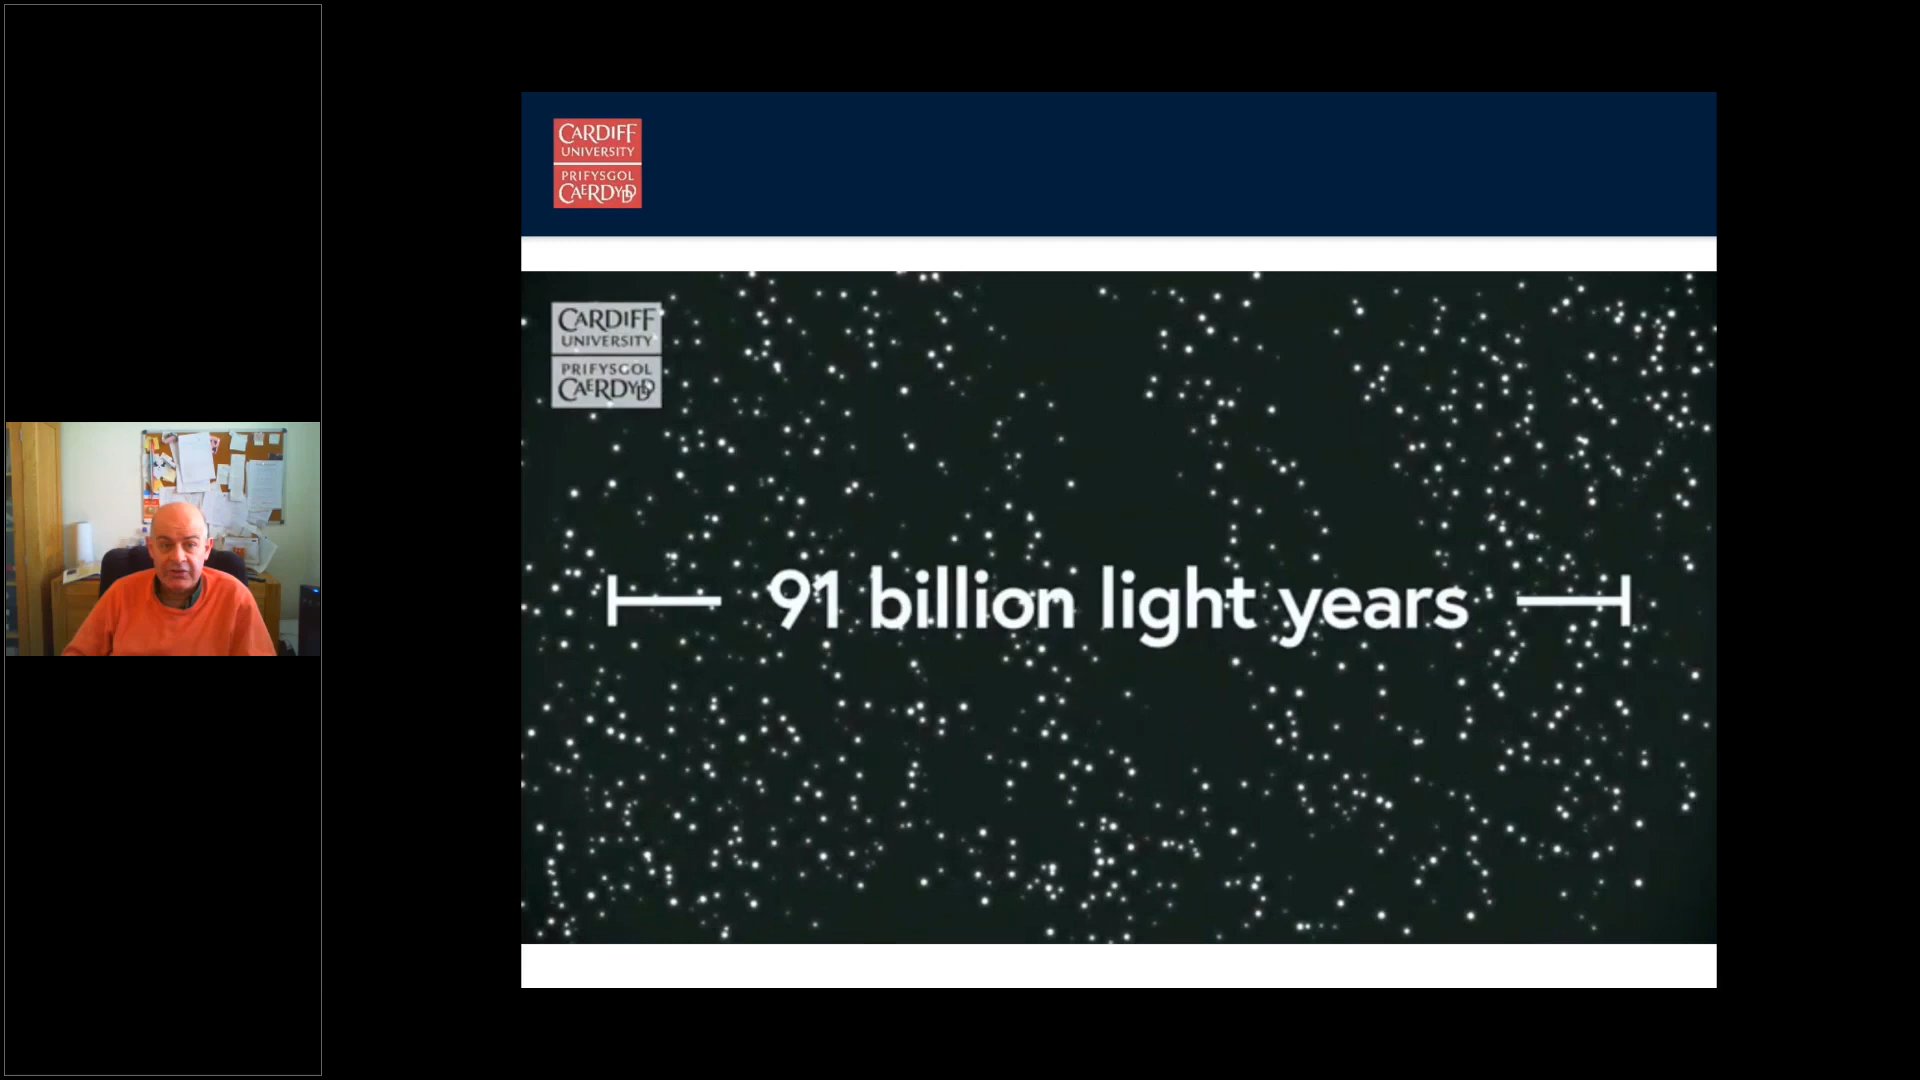 CARDIFF
UNIVERSITY
PRIFYSGOL
CAERDYDD
CARDIFF
UNIVERSITY
PRIFYSGOL
CAERDYDD
91 billion light years